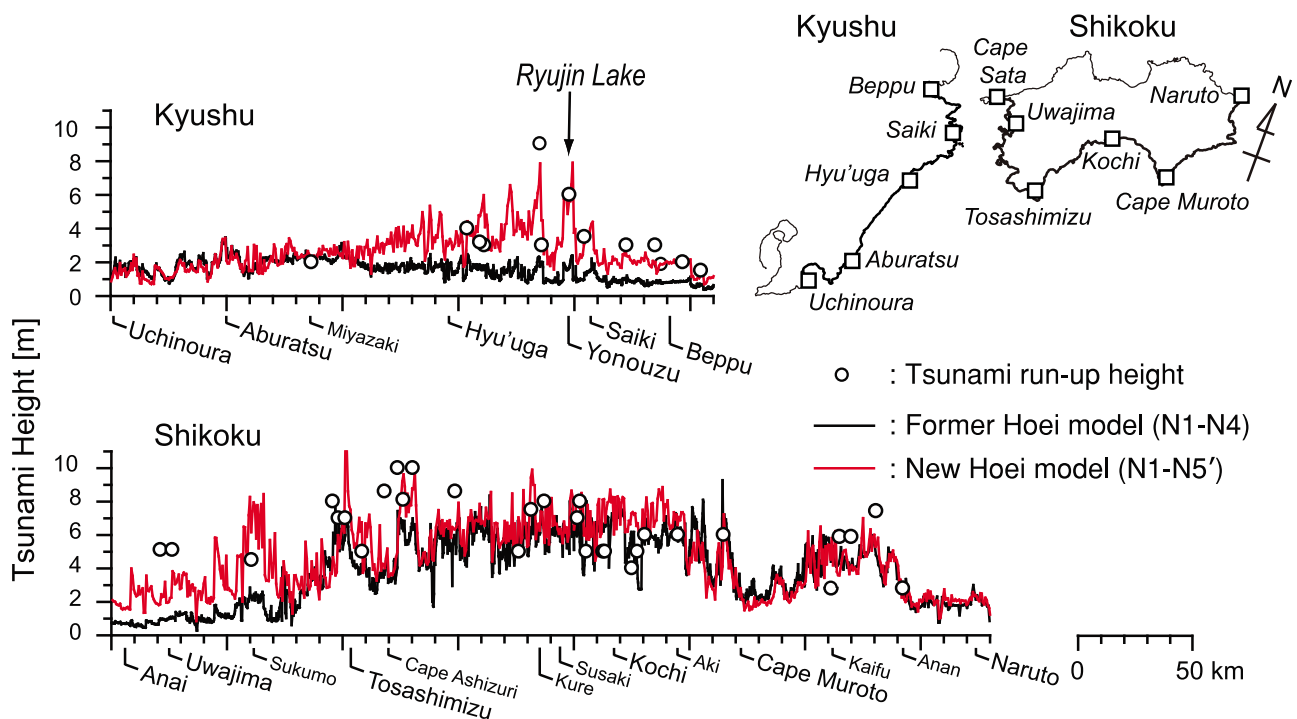 Kyushu
Ryujin Lake
10
8
6
4
2
0
Uchinoura
Aburatsu
Miyazaki
Hyu'uga
Yonouzu
Saiki
Beppu
Kyushu
Shikoku
Cape
Sata
Beppu
Uwajima
Naruto
N
Saiki
Kochi
Hyu'uga
Tosashimizu
Cape Muroto
Aburatsu
Uchinoura
Tsunami Height [m]
: Tsunami run-up height
: Former Hoei model (N1-N4)
: New Hoei model (N1-N5′)
Shikoku
10
8
6
4
2
0
Anai
Uwajima
Sukumo
Tosashimizu
Cape Ashizuri
Kure
Susaki
Kochi
Aki
Cape Muroto
Kaifu
Anan
Naruto
0 50 km